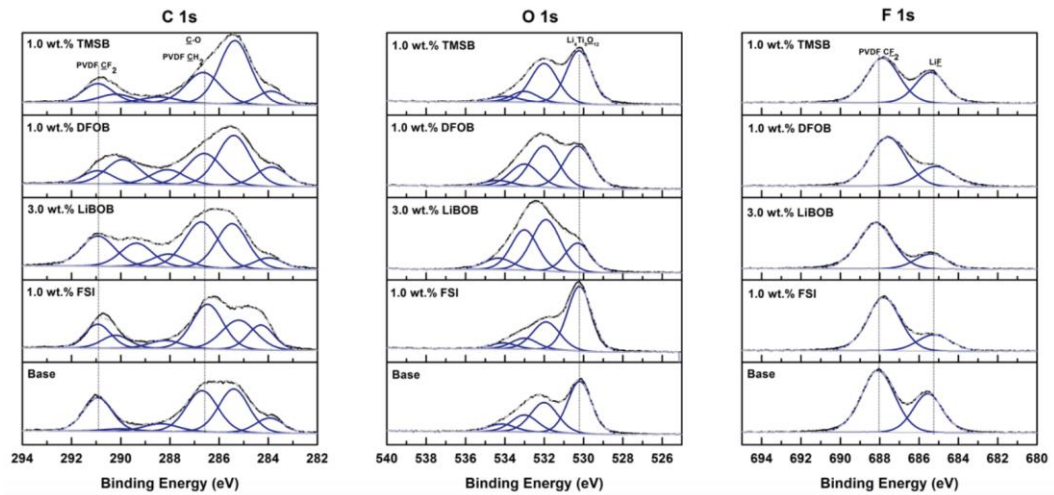 C 1s
1.0 wt.% TMSB
C-O
PVDF CH2
PVDF CF2
1.0 wt.% DFOB
3.0 wt.% LiBOB
1.0 wt.% FSI
Base
294 292 290 288 286 284 282
Binding Energy (eV)
O 1s
1.0 wt.% TMSB
Li4Ti5O12
1.0 wt.% DFOB
3.0 wt.% LiBOB
1.0 wt.% FSI
Base
540 538 536 534 532 530 528 526
Binding Energy (eV)
F 1s
1.0 wt.% TMSB
PVDF CF2
LiF
1.0 wt.% DFOB
3.0 wt.% LiBOB
1.0 wt.% FSI
Base
694 692 690 688 686 684 682 680
Binding Energy (eV)